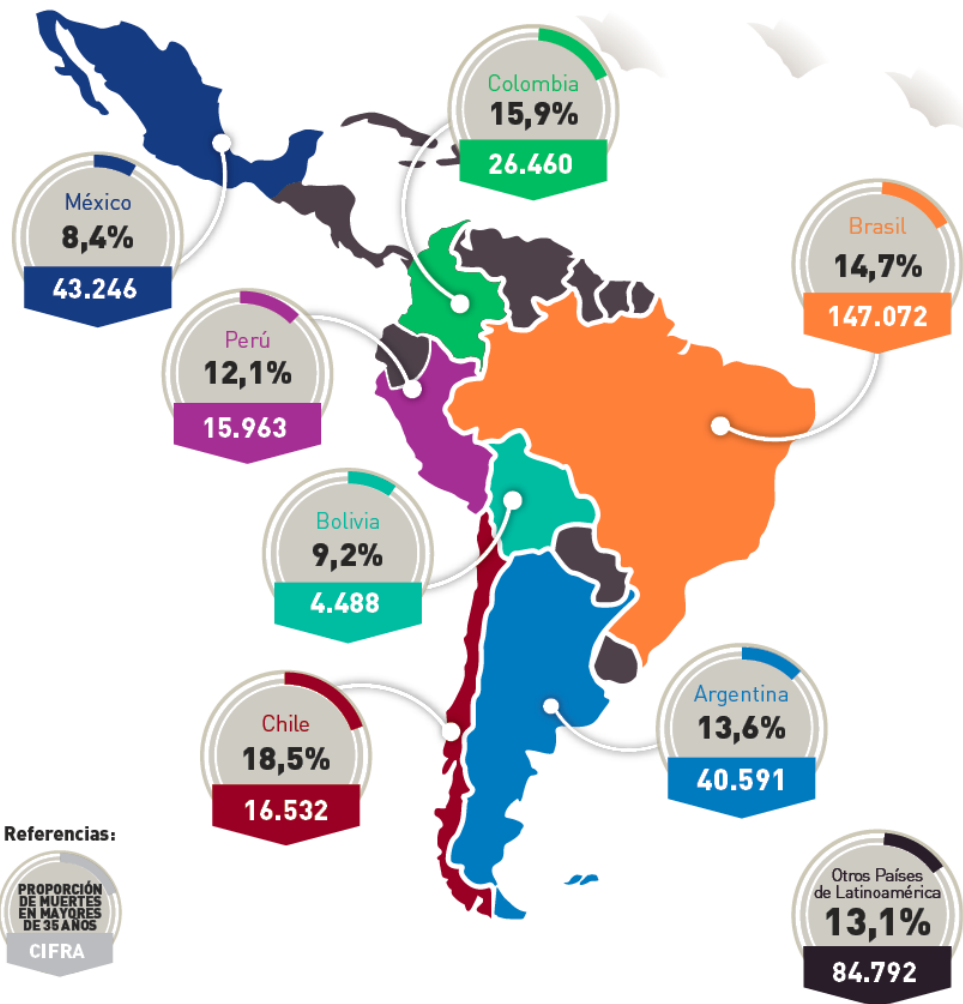 Colombia
15,9%
26.460
México
8,4%
43.246
Brasil
14,7%
147.072
Perú
12,1%
15.963
Bolivia
9,2%
4.488
Argentina
13,6%
40.591
Chile
18,5%
16.532
Referencias:
PROPORCIÓN
DE MUERTES
EN MAYORES
DE 35 AÑOS
CIFRA
Otros Países
de Latinoamérica
13,1%
84.792